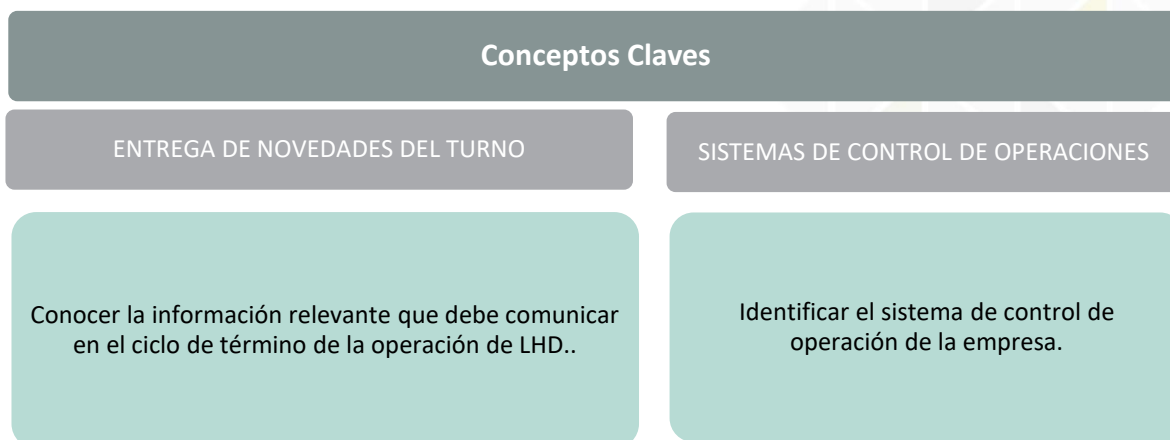 Conceptos Claves
ENTREGA DE NOVEDADES DEL TURNO
SISTEMAS DE CONTROL DE OPERACIONES
Conocer la información relevante que debe comunicar
en el ciclo de término de la operación de LHD..
Identificar el sistema de control de
operación de la empresa.